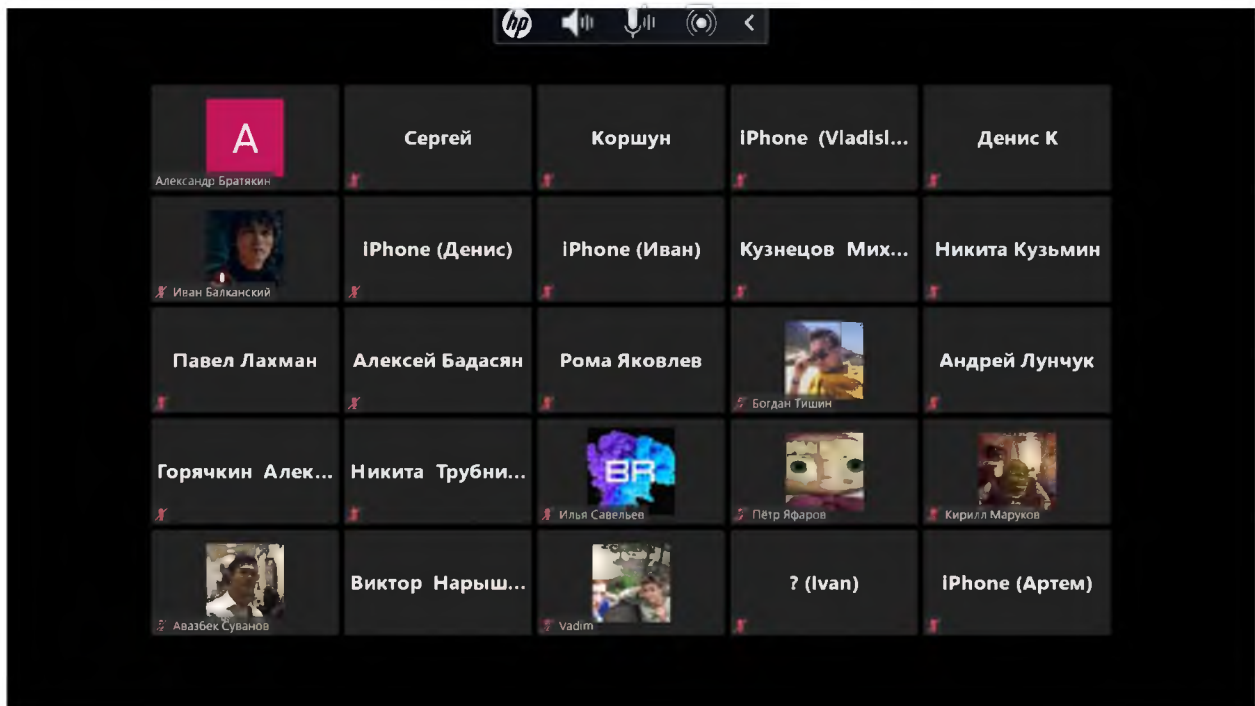 hp
A
Александр Братякин
Сергей
Коршун
iPhone (Vladisl...
Денис К
Иван Балканский
iPhone (Денис)
iPhone (Иван)
Кузнецов Мих...
Никита Кузьмин
Павел Лахман
Алексей Бадасян
Рома Яковлев
Богдан Тишин
Андрей Лунчук
Горячкин Алек...
Никита Трубни...
BR
Илья Савельев
Пётр Яфаров
Кирилл Маруков
Авазбек Суванов
Виктор Нарыш...
Vadim
? (Ivan)
iPhone (Артем)